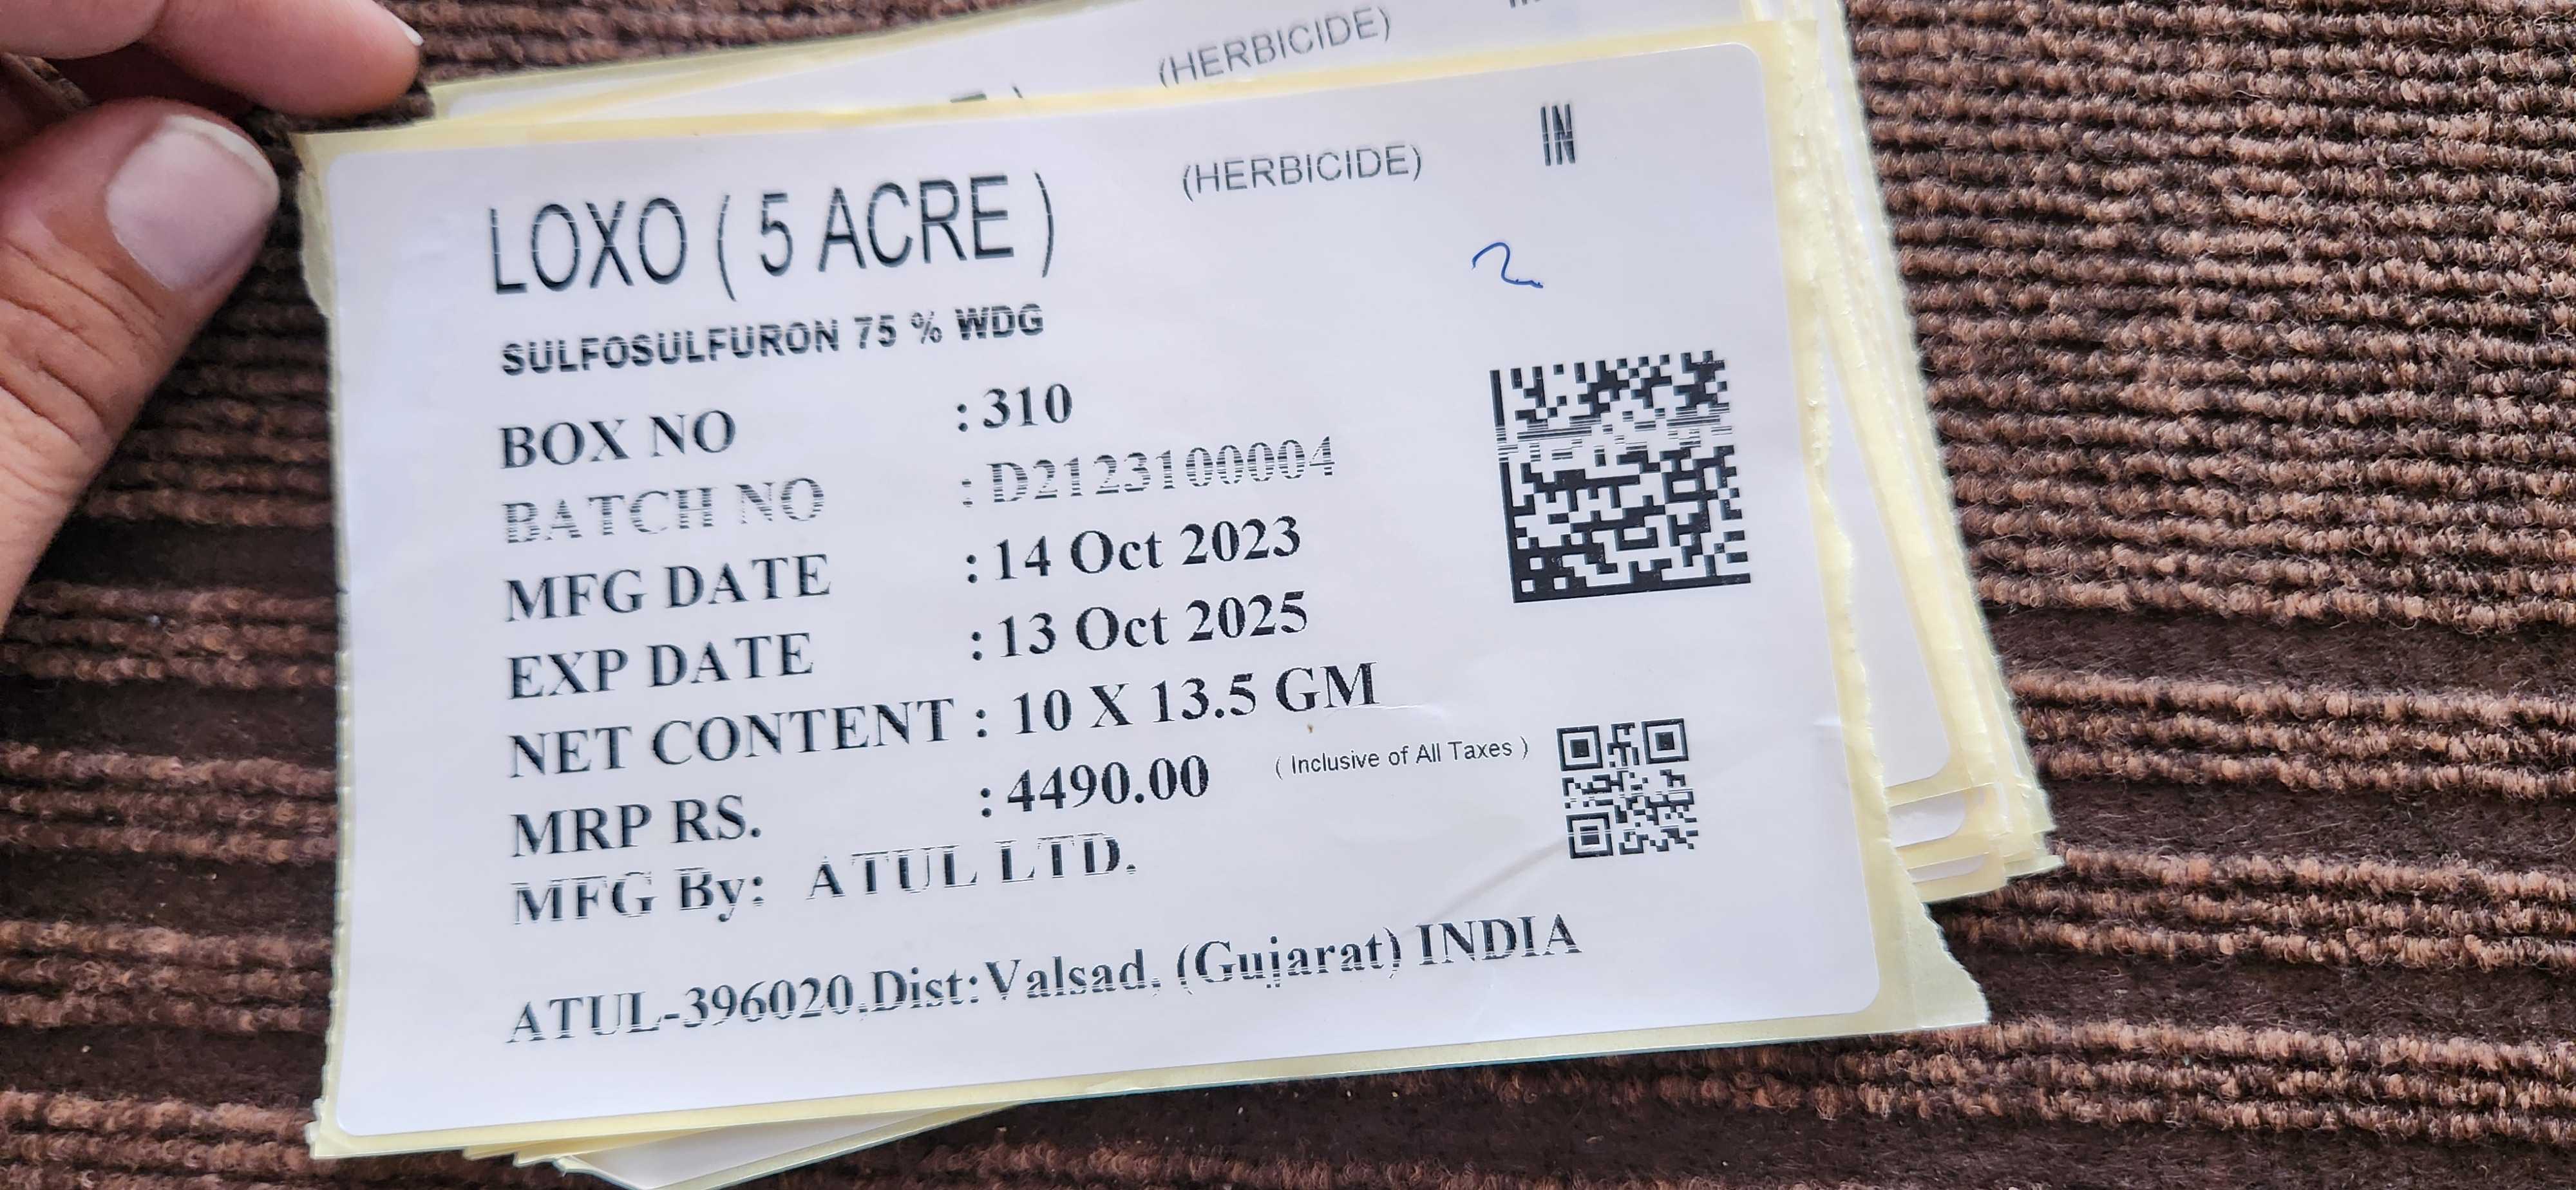 (HERBICIDE)
LOXO ( 5 ACRE ) (HERBICIDE) IN
2
SULFOSULFURON 75 % WDG
BOX NO : 310
BATCH NO : D2123100004
MFG DATE : 14 Oct 2023
EXP DATE : 13 Oct 2025
NET CONTENT : 10 X 13.5 GM
MRP RS. : 4490.00 ( Inclusive of All Taxes )
MFG By: ATUL LTD.
ATUL-396020,Dist:Valsad, (Gujarat) INDIA